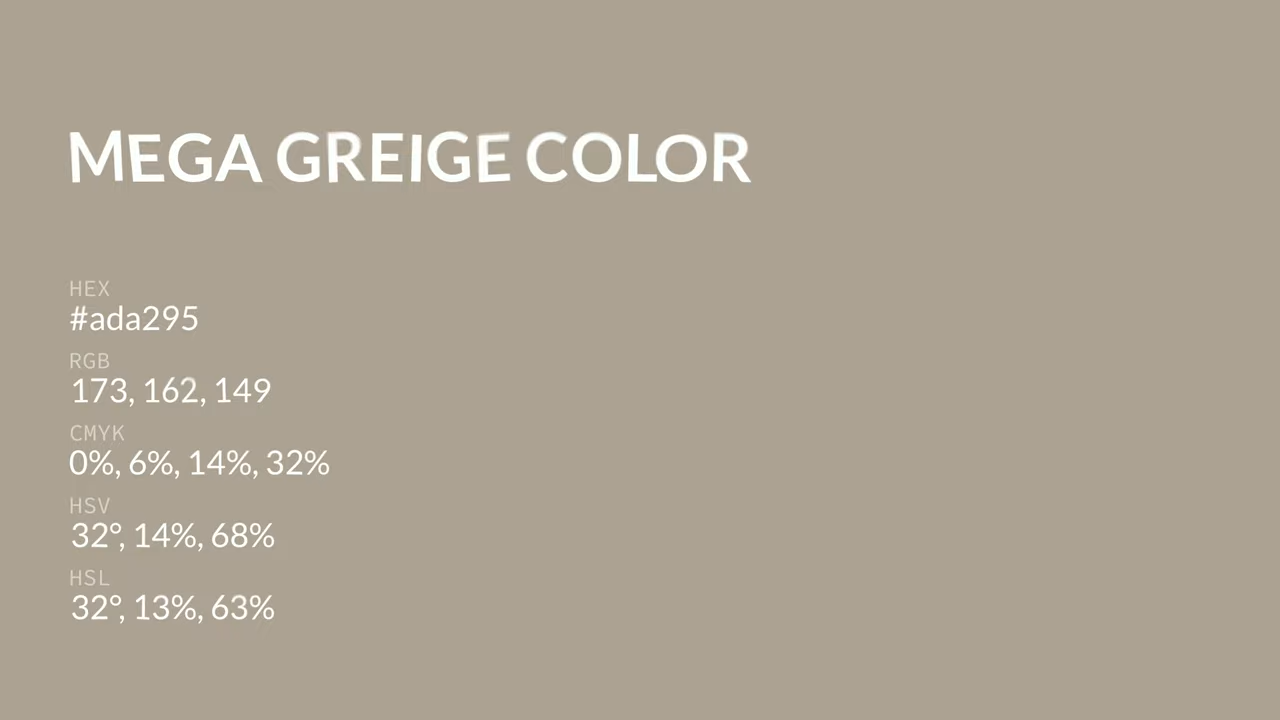 MEGA GREIGE COLOR
HEX
#ada295
RGB
173, 162, 149
CMYK
0%, 6%, 14%, 32%
HSV
32°, 14%, 68%
HSL
32°, 13%, 63%